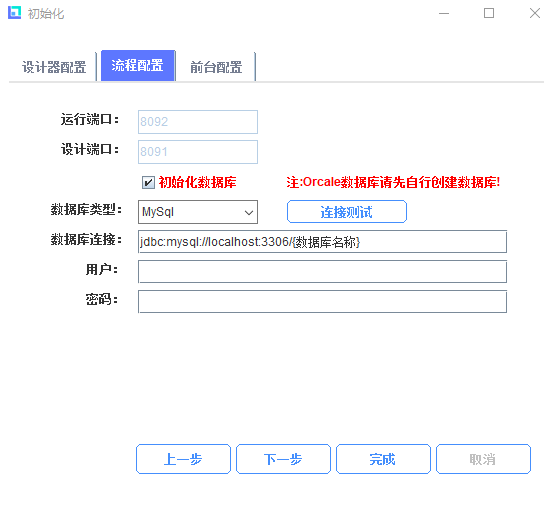 初始化
设计器配置 流程配置 前台配置
运行端口： 8092
设计端口： 8091
初始化数据库 注:Orcale数据库请先自行创建数据库!
数据库类型： MySql 连接测试
数据库连接： jdbc:mysql://localhost:3306/{数据库名称}
用户：
密码：
上一步 下一步 完成 取消